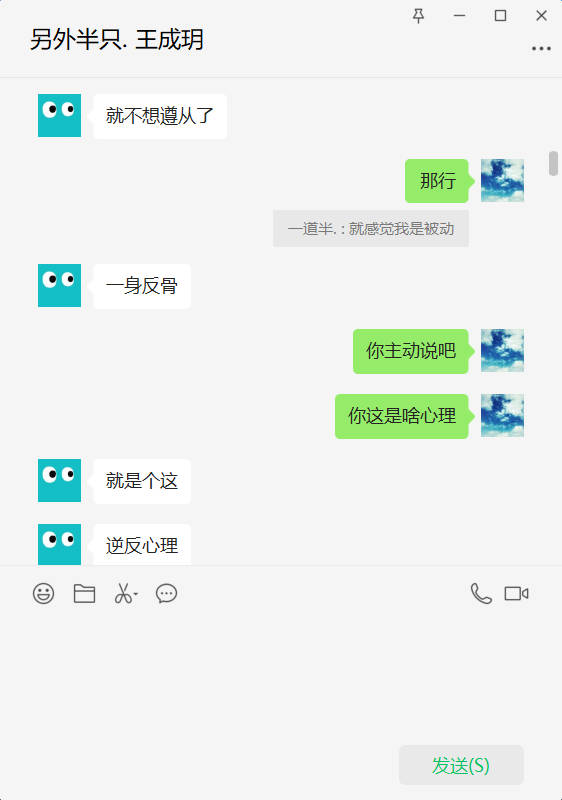 另外半只. 王成玥
就不想遵从了
那行
一道半. : 就感觉我是被动
一身反骨
你主动说吧
你这是啥心理
就是个这
逆反心理
发送(S)